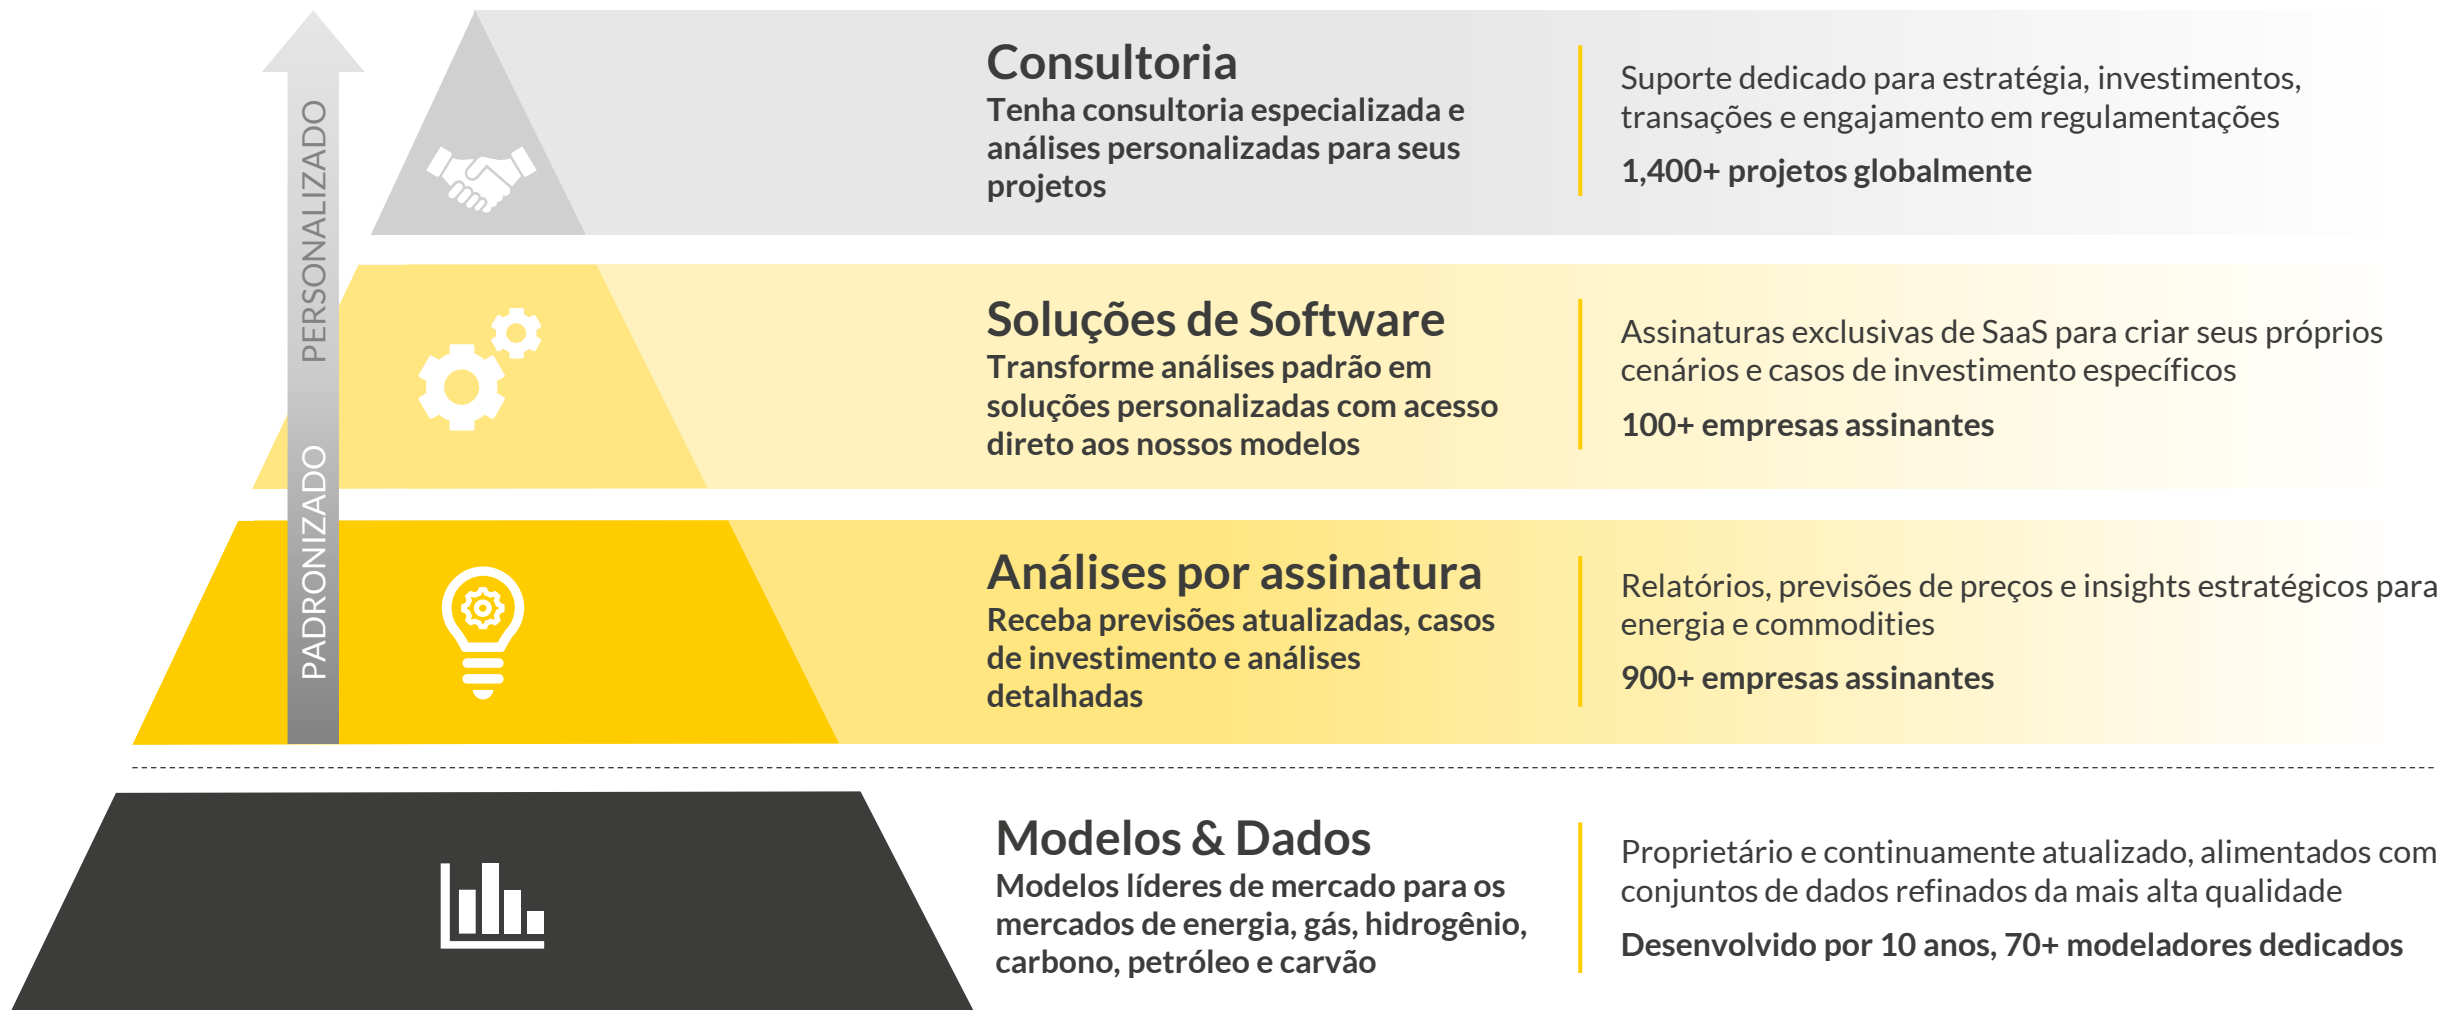 PERSONALIZADO
PADRONIZADO
Consultoria
Tenha consultoria especializada e
análises personalizadas para seus
projetos
Suporte dedicado para estratégia, investimentos,
transações e engajamento em regulamentações
1,400+ projetos globalmente
Soluções de Software
Transforme análises padrão em
soluções personalizadas com acesso
direto aos nossos modelos
Assinaturas exclusivas de SaaS para criar seus próprios
cenários e casos de investimento específicos
100+ empresas assinantes
Análises por assinatura
Receba previsões atualizadas, casos
de investimento e análises
detalhadas
Relatórios, previsões de preços e insights estratégicos para
energia e commodities
900+ empresas assinantes
Modelos & Dados
Modelos líderes de mercado para os
mercados de energia, gás, hidrogênio,
carbono, petróleo e carvão
Proprietário e continuamente atualizado, alimentados com
conjuntos de dados refinados da mais alta qualidade
Desenvolvido por 10 anos, 70+ modeladores dedicados